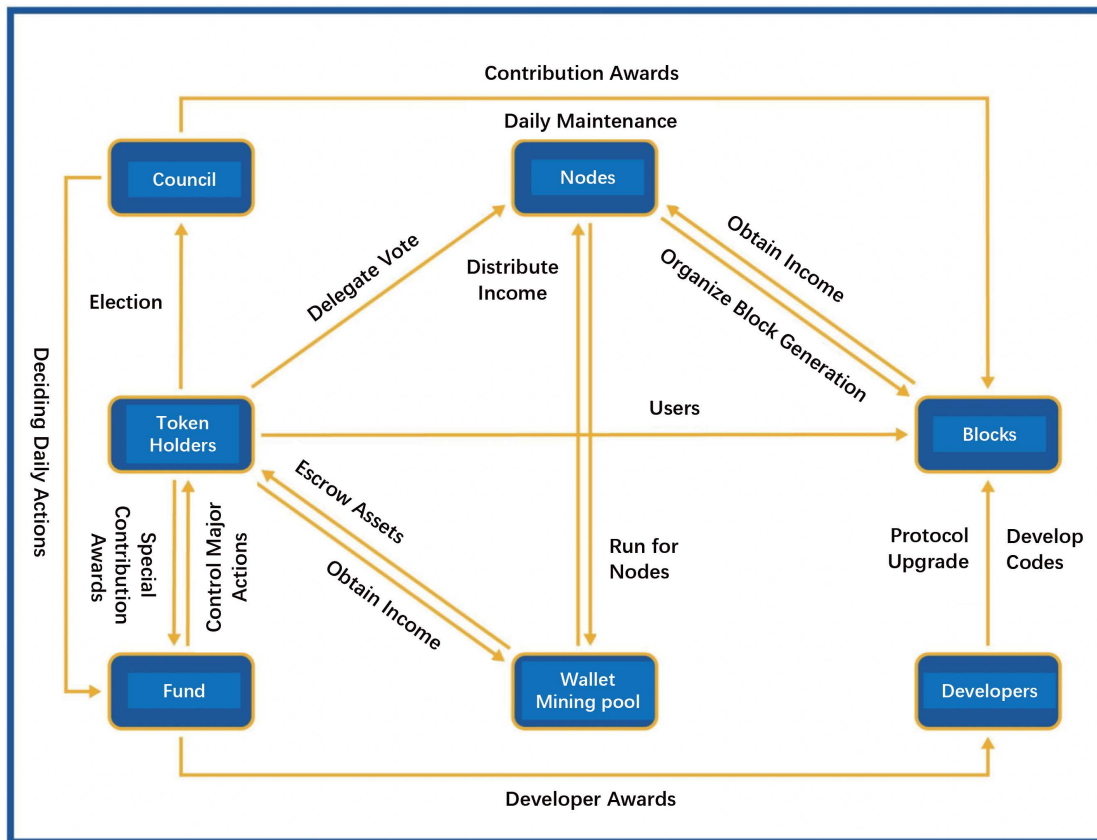 Contribution Awards
Daily Maintenance
Council
Nodes
Election
Delegate Vote
Distribute
Income
Obtain Income
Organize Block Generation
Deciding Daily Actions
Token
Holders
Users
Blocks
Escrow Assets
Obtain Income
Special
Contribution
Awards
Control Major
Actions
Run for
Nodes
Protocol
Upgrade
Develop
Codes
Fund
Wallet
Mining pool
Developers
Developer Awards